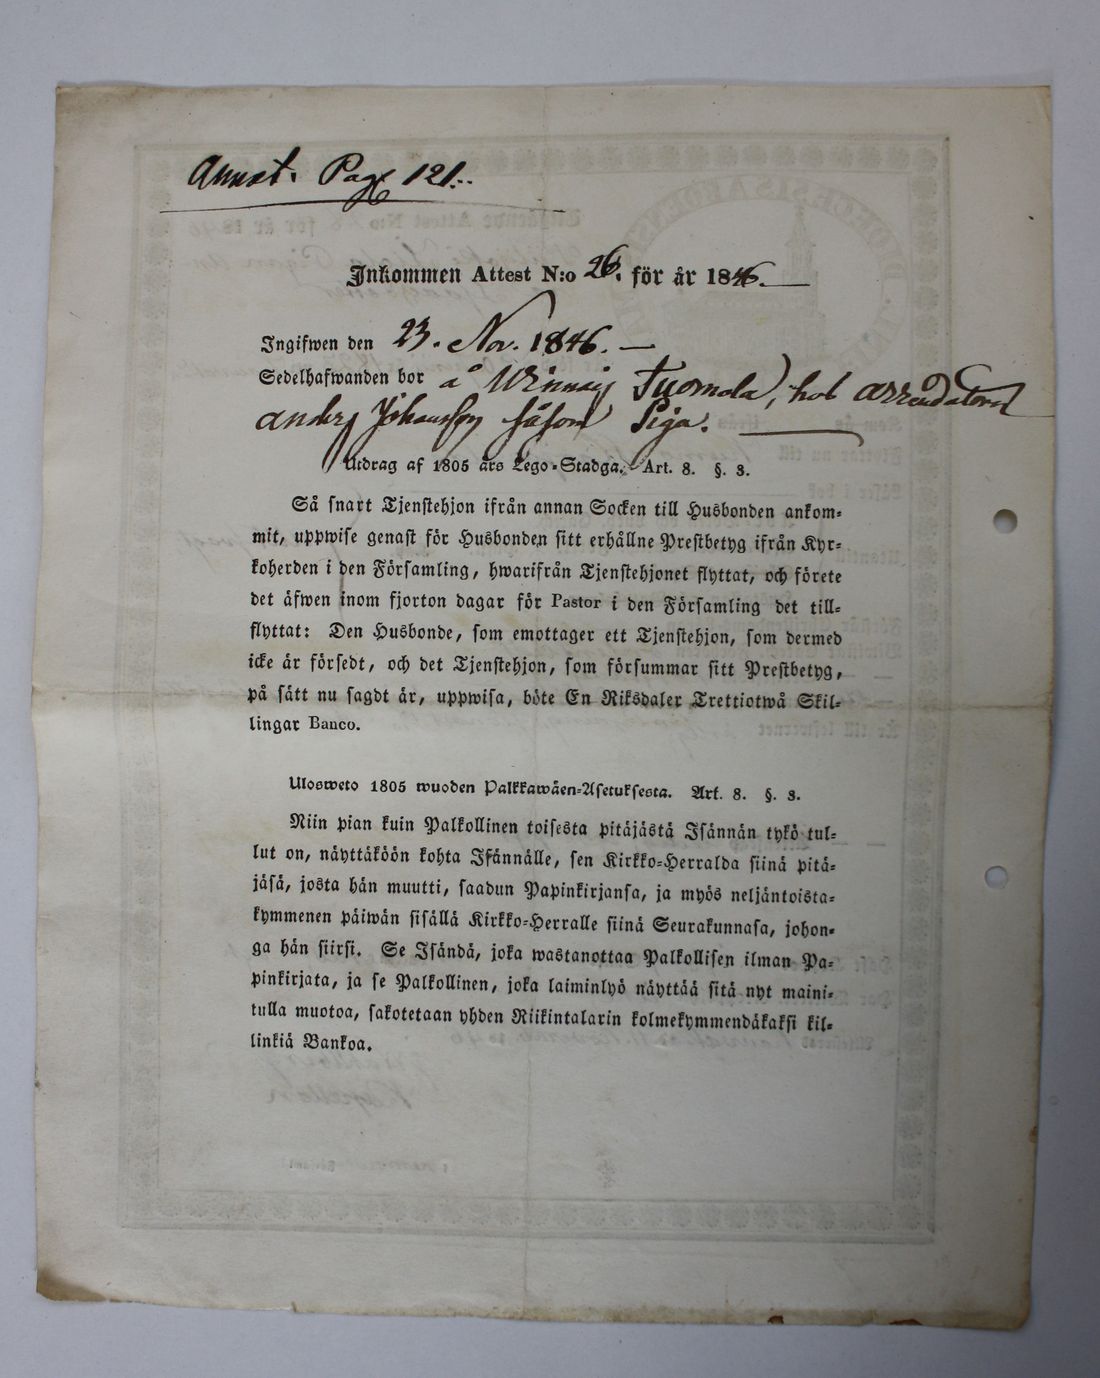 Annot. Pag 121.
Inkommen Attest N:o 26. för år 1846.
Ingifwen den 23. Nov. 1846.
Sedelhafwanden bor å Winnais Tuomola, hos arrendatoren
Anders Johansson såsom Piga.
Utdrag af 1805 års Lego-Stadga. Art. 8. §. 3.
Så snart Tjenstehjon ifrån annan Socken till Husbonden ankom-
mit, uppwise genast för Husbonden sitt erhållne Prestbetyg ifrån Kyr-
koherden i den Församling, hwarifrån Tjenstehjonet flyttat, och förete
det äfwen inom fjorton dagar för Pastor i den Församling det till-
flyttat: Den Husbonde, som emottager ett Tjenstehjon, som dermed
icke är försedt, och det Tjenstehjon, som försummar sitt Prestbetyg,
på sätt nu sagdt är, uppwisa, böte En Riksdaler Trettiotwå Skil-
lingar Banco.
Ulosweto 1805 wuoden Palkkawäen-Asetuksesta. Art. 8. §. 3.
Niin pian kuin Palkollinen toisesta pitäjästä Isännän tykö tul-
lut on, näyttäköön kohta Isännälle, sen Kirkko-Herralda siinä pitä-
jäsä, josta hän muutti, saadun Papinkirjansa, ja myös neljäntoista-
kymmenen päiwän sisällä Kirkko-Herralle siinä Seurakunnasa, johon-
ga hän siirsi. Se Isändä, joka wastanottaa Palkollisen ilman Pa-
pinkirjata, ja se Palkollinen, joka laiminlyö näyttää sitä nyt maini-
tulla muotoa, sakotetaan yhden Riikintalarin kolmekymmendäkaksi kil-
linkiä Bankoa.